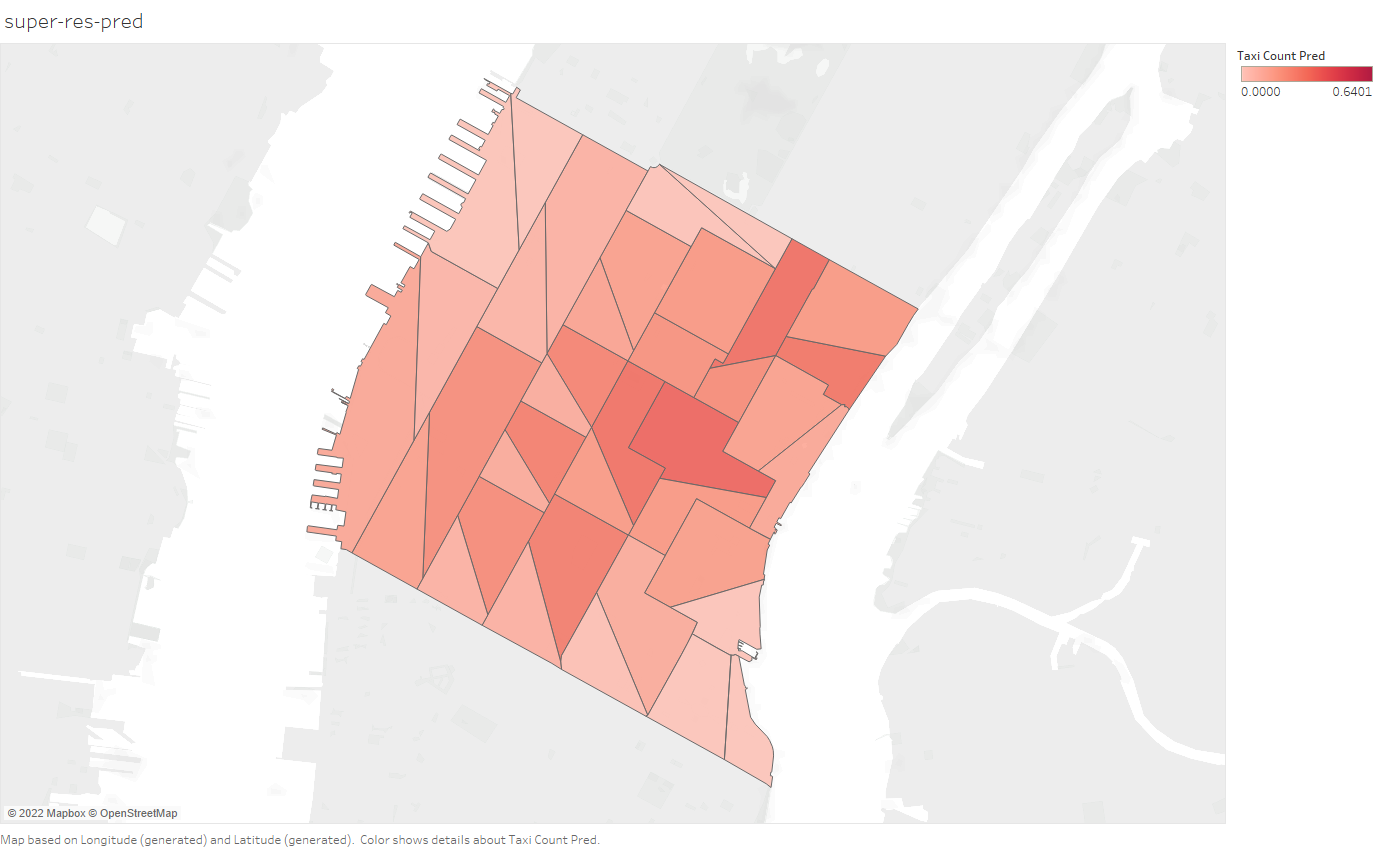 super-res-pred
Taxi Count Pred
0.0000 0.6401
© 2022 Mapbox © OpenStreetMap
Map based on Longitude (generated) and Latitude (generated). Color shows details about Taxi Count Pred.